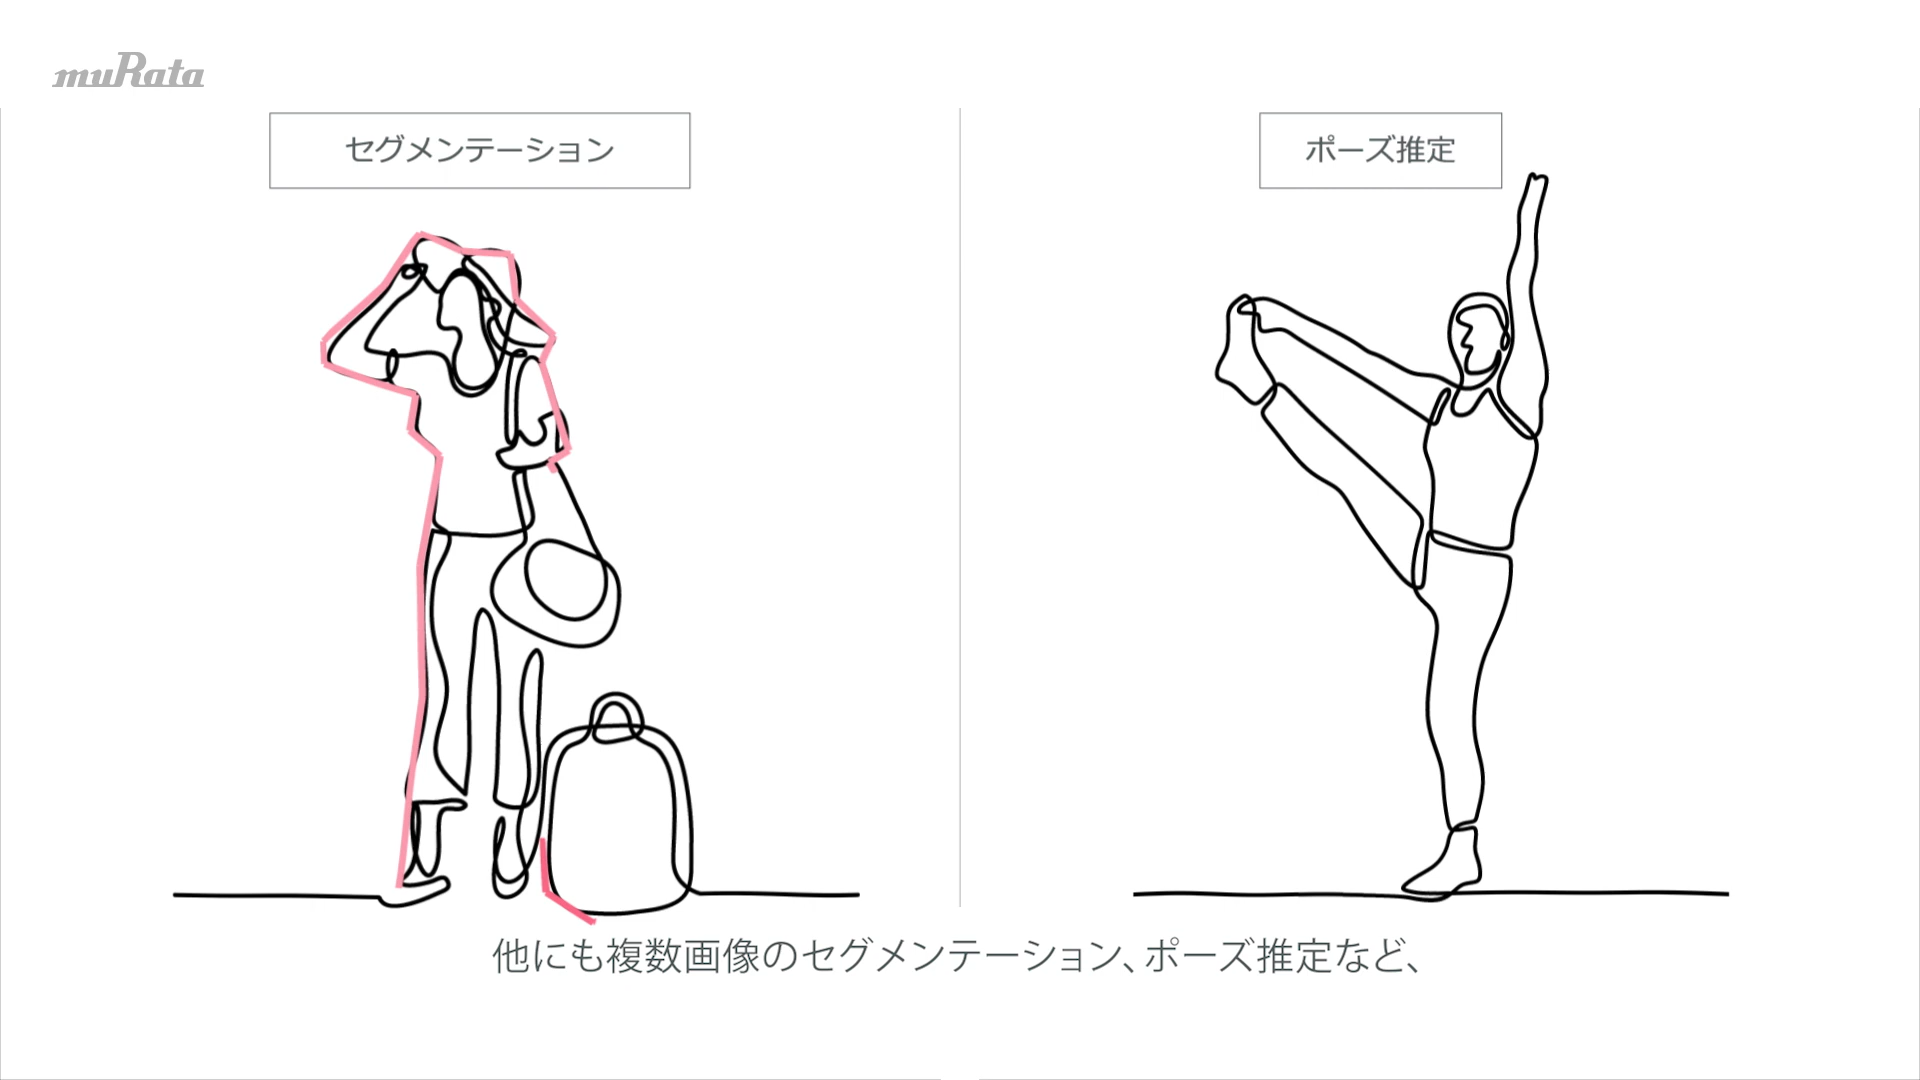 muRata
セグメンテーション
ポーズ推定
他にも複数画像のセグメンテーション、ポーズ推定など、